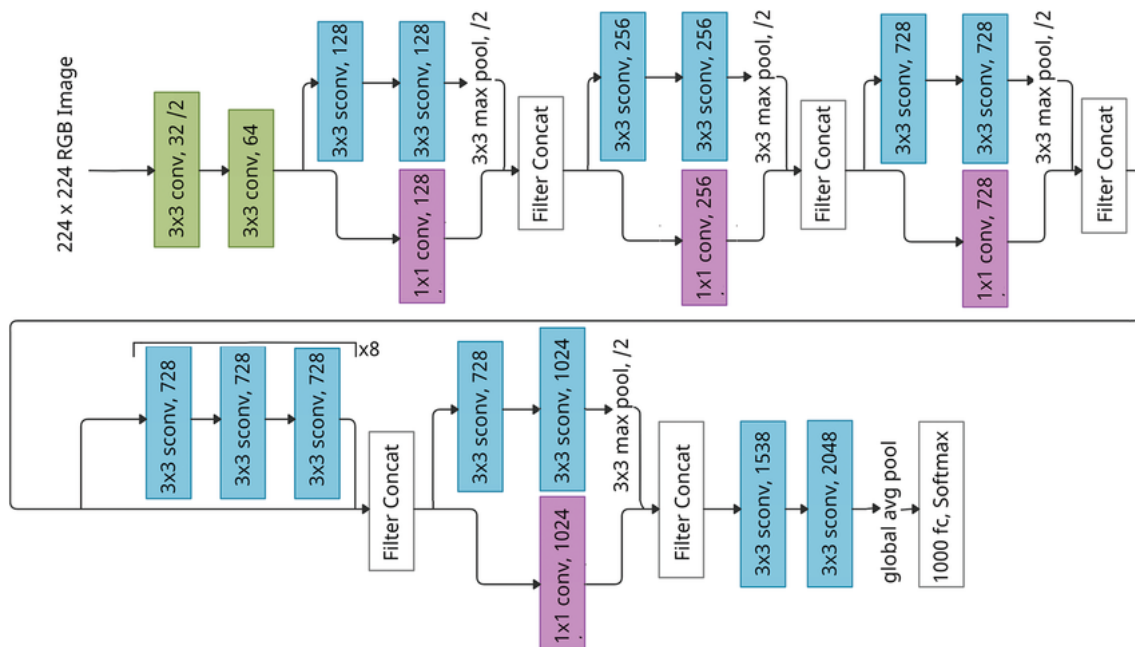 224 x 224 RGB Image
3x3 conv, 32 /2
3x3 conv, 64
3x3 sconv, 128
3x3 sconv, 128
3x3 max pool, /2
1x1 conv, 128
Filter Concat
3x3 sconv, 256
3x3 sconv, 256
3x3 max pool, /2
1x1 conv, 256
Filter Concat
3x3 sconv, 728
3x3 sconv, 728
3x3 max pool, /2
1x1 conv, 728
Filter Concat
3x3 sconv, 728
3x3 sconv, 728
3x3 sconv, 728
x8
Filter Concat
3x3 sconv, 728
3x3 sconv, 1024
3x3 max pool, /2
1x1 conv, 1024
Filter Concat
3x3 sconv, 1538
3x3 sconv, 2048
global avg pool
1000 fc, Softmax